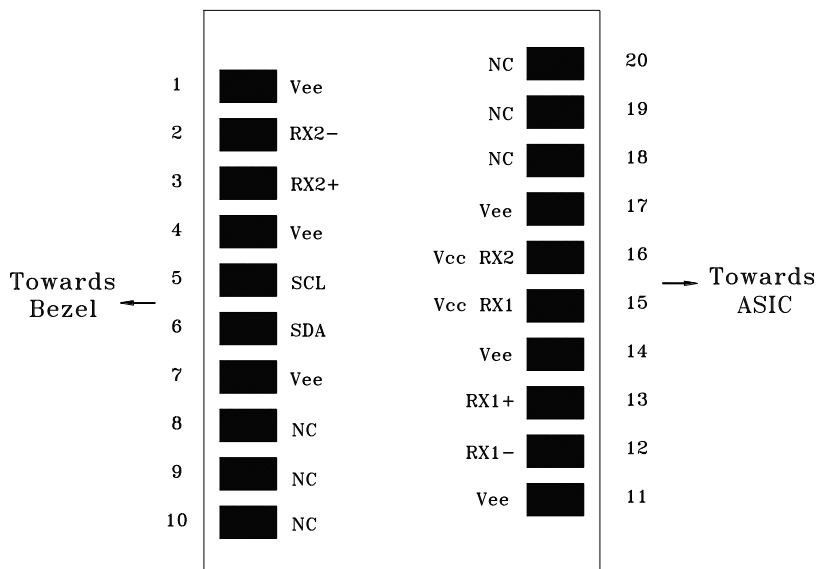 1 Vee
2 RX2-
3 RX2+
4 Vee
5 SCL
6 SDA
7 Vee
8 NC
9 NC
10 NC
Towards
Bezel
NC 20
NC 19
NC 18
Vee 17
Vcc RX2 16
Vcc RX1 15
Vee 14
RX1+ 13
RX1- 12
Vee 11
Towards
ASIC